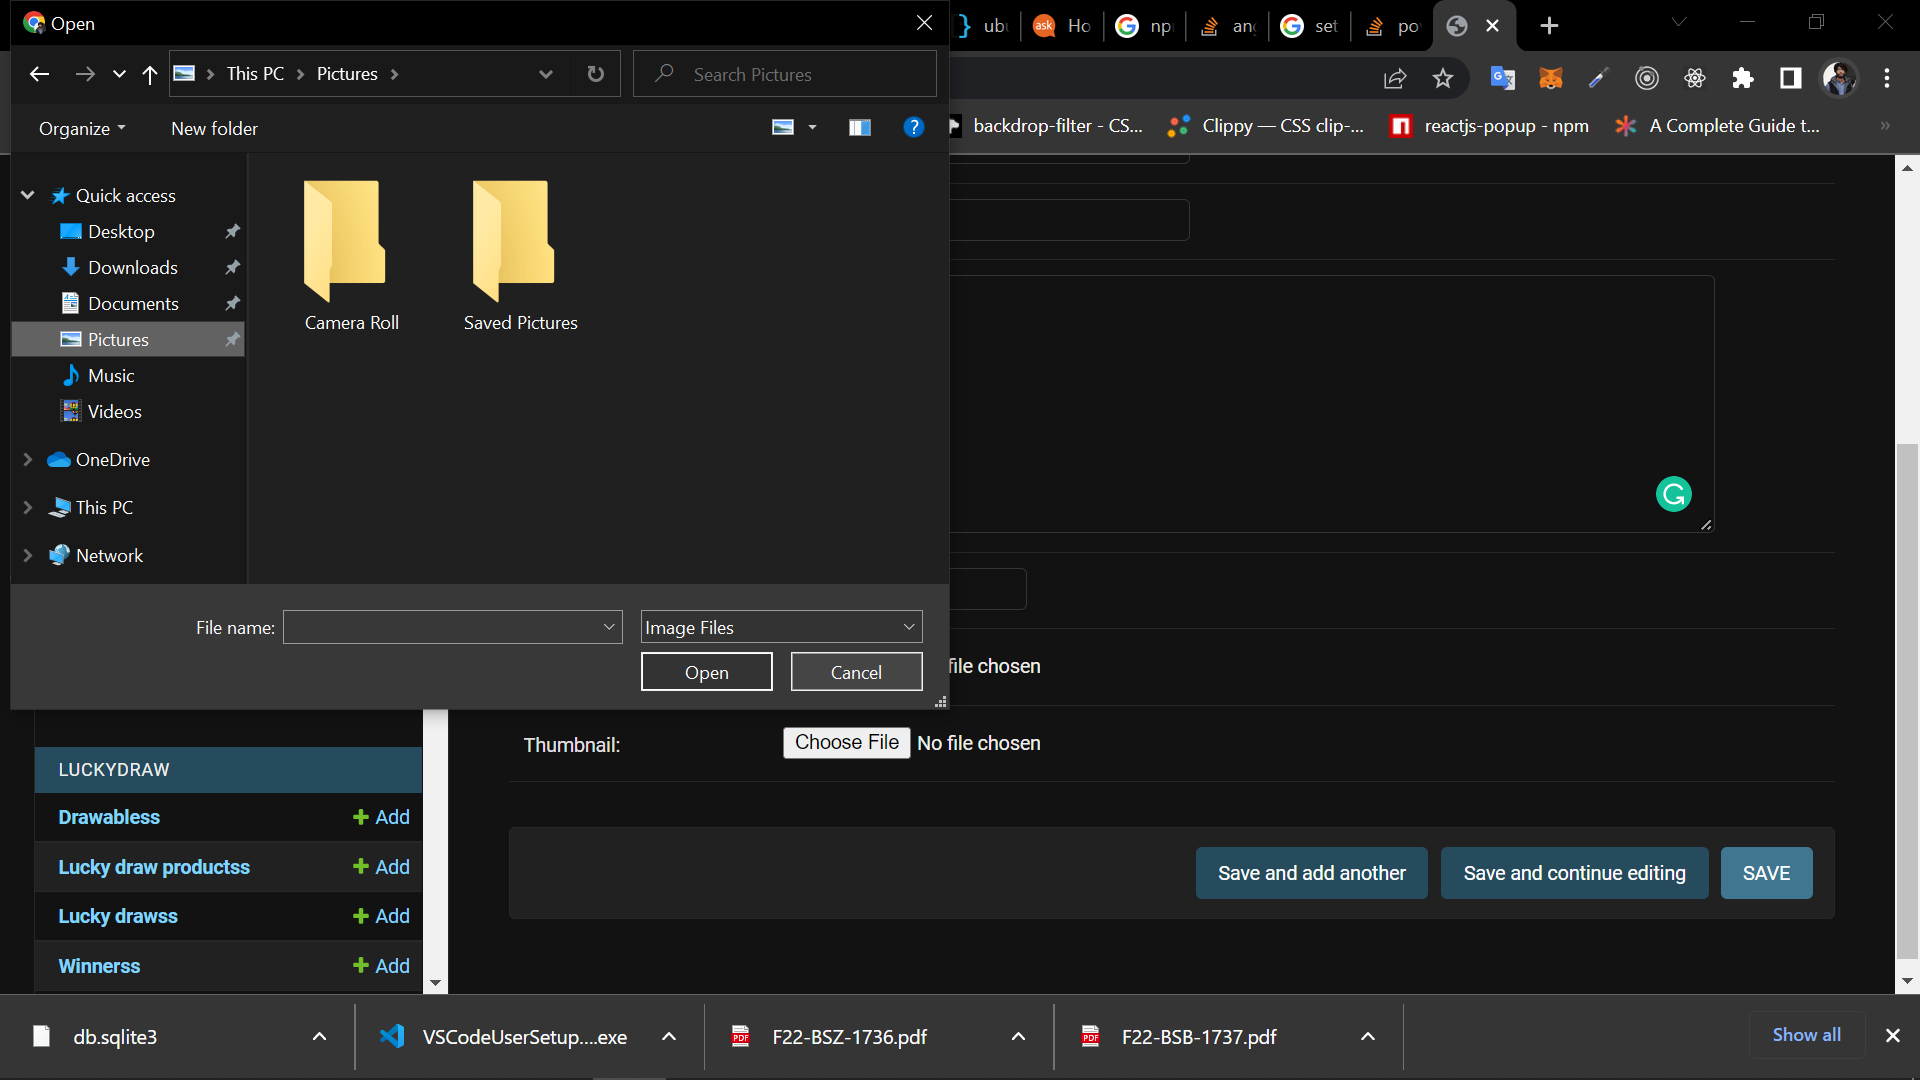 Open
This PC
Pictures
Search Pictures
Organize
New folder
Quick access
Desktop
Downloads
Documents
Pictures
Music
Videos
OneDrive
This PC
Network
Camera Roll
Saved Pictures
File name:
Image Files
Open
Cancel
ub
ask
Ho
np
an
set
po
backdrop-filter - CS...
Clippy — CSS clip-...
reactjs-popup - npm
A Complete Guide t...
file chosen
Thumbnail:
Choose File
No file chosen
LUCKYDRAW
Drawabless
Add
Lucky draw productss
Add
Lucky drawss
Add
Winnerss
Add
Save and add another
Save and continue editing
SAVE
db.sqlite3
VSCodeUserSetup....exe
PDF
F22-BSZ-1736.pdf
PDF
F22-BSB-1737.pdf
Show all